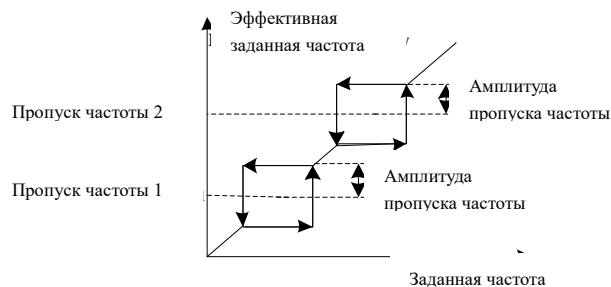 Эффективная
заданная частота
Амплитуда
пропуска частоты
Пропуск частоты 2
Амплитуда
пропуска частоты
Пропуск частоты 1
Заданная частота